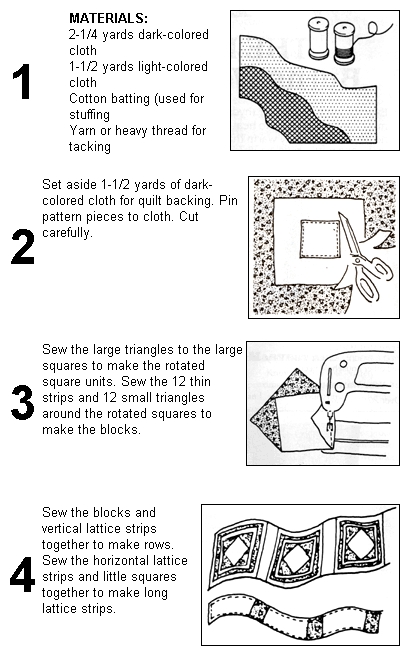 1
MATERIALS:
2-1/4 yards dark-colored
cloth
1-1/2 yards light-colored
cloth
Cotton batting (used for
stuffing
Yarn or heavy thread for
tacking
2
Set aside 1-1/2 yards of dark-
colored cloth for quilt backing. Pin
pattern pieces to cloth. Cut
carefully.
3
Sew the large triangles to the large
squares to make the rotated
square units. Sew the 12 thin
strips and 12 small triangles
around the rotated squares to
make the blocks.
4
Sew the blocks and
vertical lattice strips
together to make rows.
Sew the horizontal lattice
strips and little squares
together to make long
lattice strips.